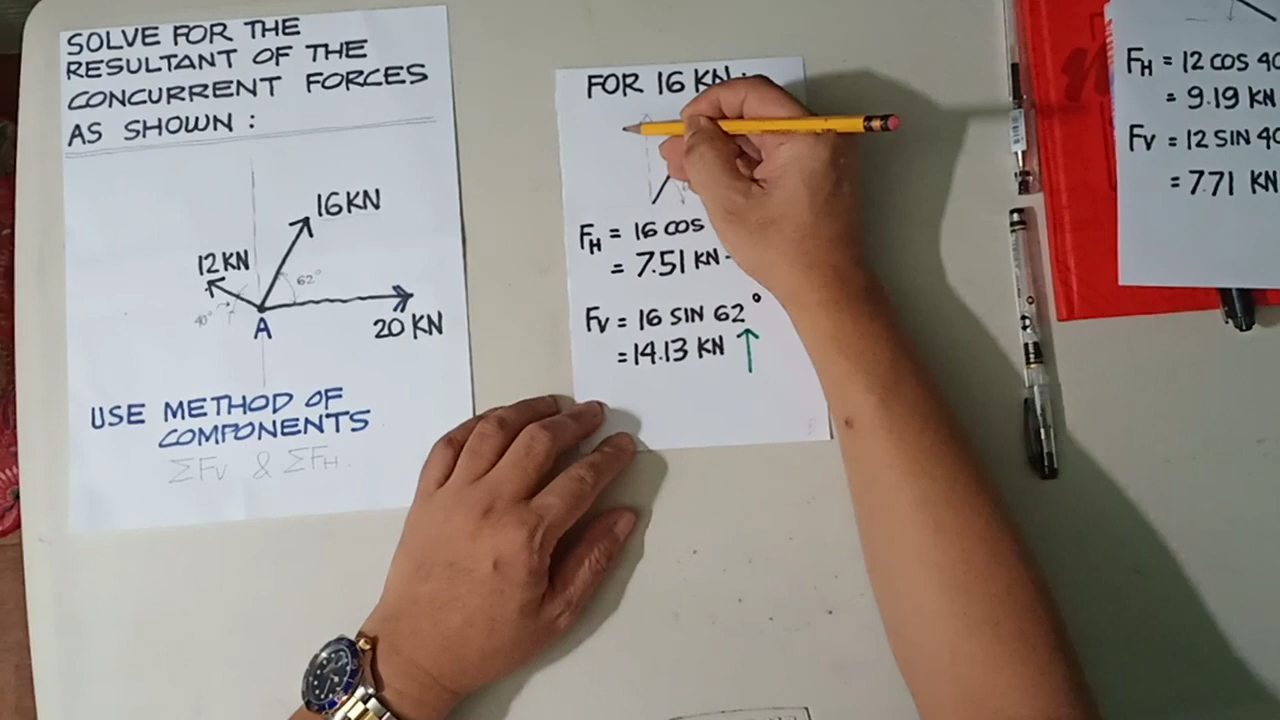 SOLVE FOR THE
RESULTANT OF THE
CONCURRENT FORCES
AS SHOWN :
16 KN
12 KN
62°
40°
A
20 KN
USE METHOD OF
COMPONENTS
ΣFV & ΣFH.
FOR 16 KN:
FH = 16 COS
= 7.51 KN
FV = 16 SIN 62°
= 14.13 KN ↑
FH = 12 COS 40
= 9.19 KN
FV = 12 SIN 40
= 7.71 KN